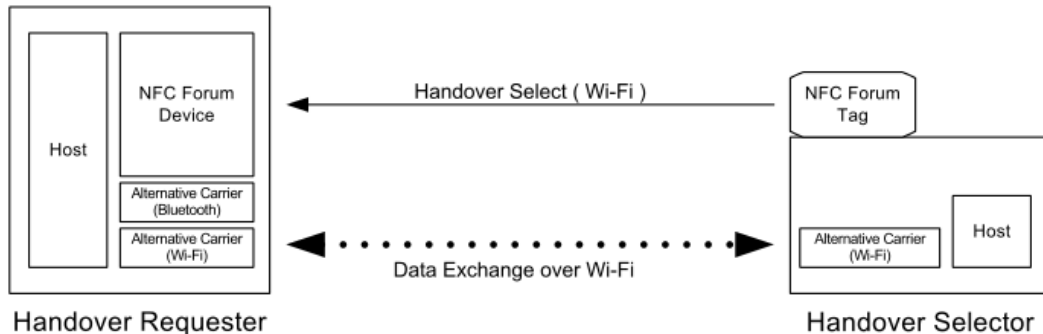 Host
NFC Forum
Device
Alternative Carrier
(Bluetooth)
Alternative Carrier
(Wi-Fi)
Handover Requester
Handover Select ( Wi-Fi )
Data Exchange over Wi-Fi
NFC Forum
Tag
Alternative Carrier
(Wi-Fi)
Host
Handover Selector